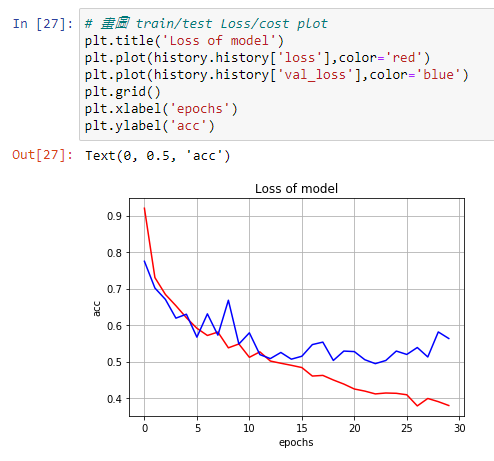 In [27]:
# 畫圖 train/test Loss/cost plot
plt.title('Loss of model')
plt.plot(history.history['loss'],color='red')
plt.plot(history.history['val_loss'],color='blue')
plt.grid()
plt.xlabel('epochs')
plt.ylabel('acc')
Out[27]: Text(0, 0.5, 'acc')
Loss of model
0.9
0.8
0.7
0.6
0.5
0.4
acc
0 5 10 15 20 25 30
epochs